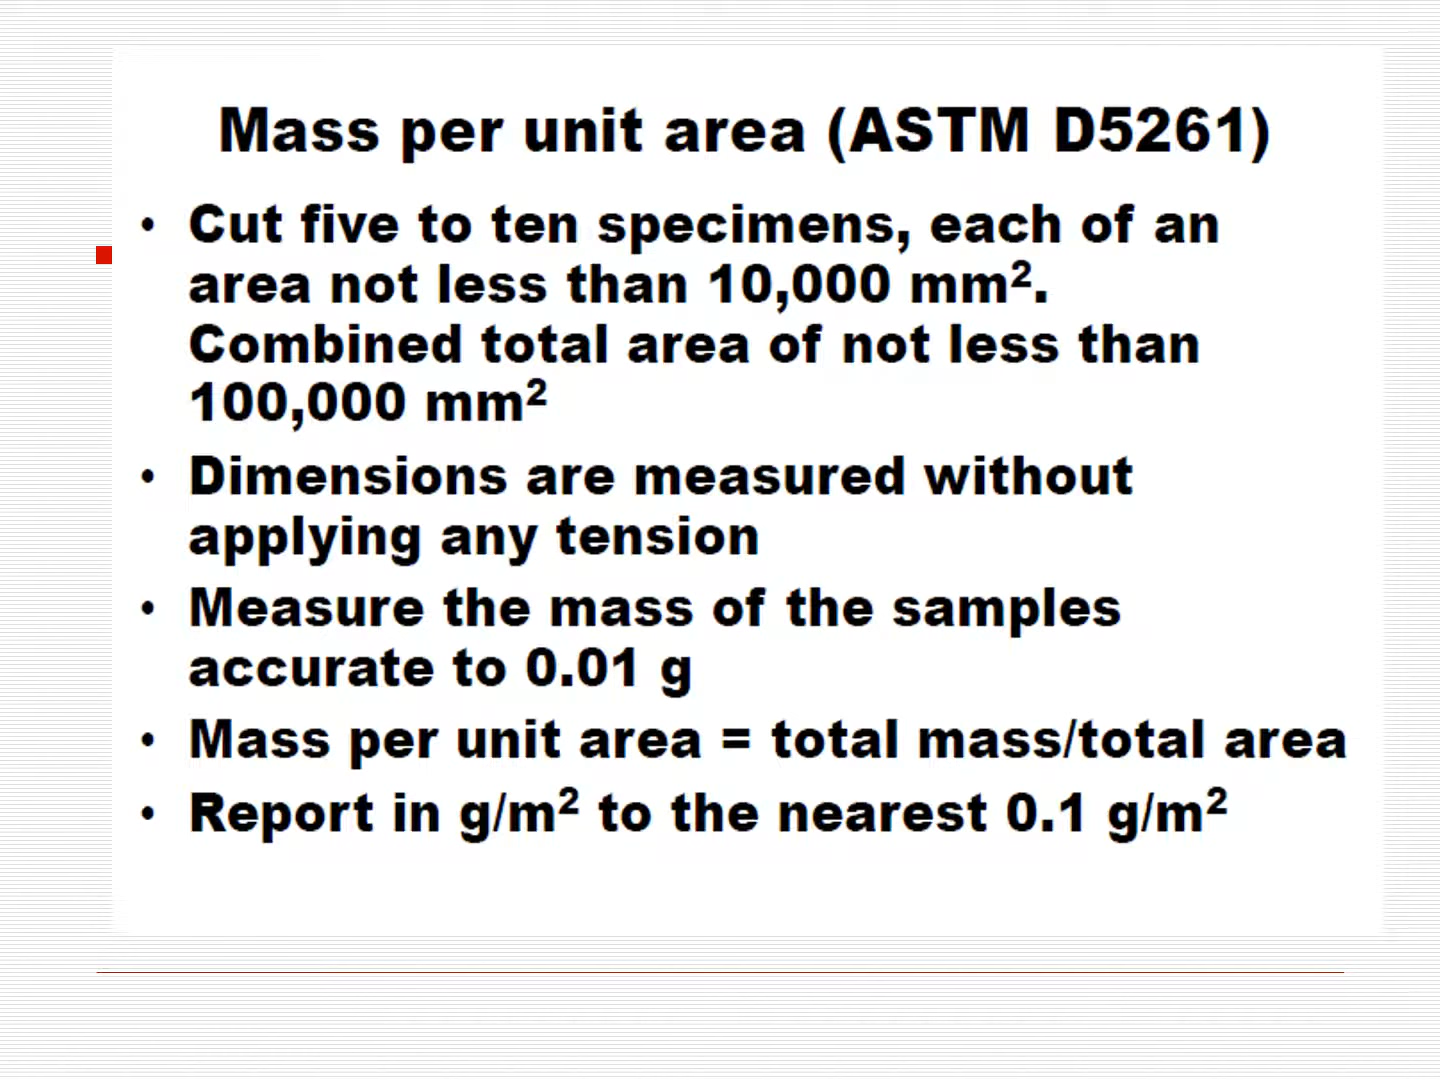 Mass per unit area (ASTM D5261)
• Cut five to ten specimens, each of an
area not less than 10,000 mm².
Combined total area of not less than
100,000 mm²
• Dimensions are measured without
applying any tension
• Measure the mass of the samples
accurate to 0.01 g
• Mass per unit area = total mass/total area
• Report in g/m² to the nearest 0.1 g/m²